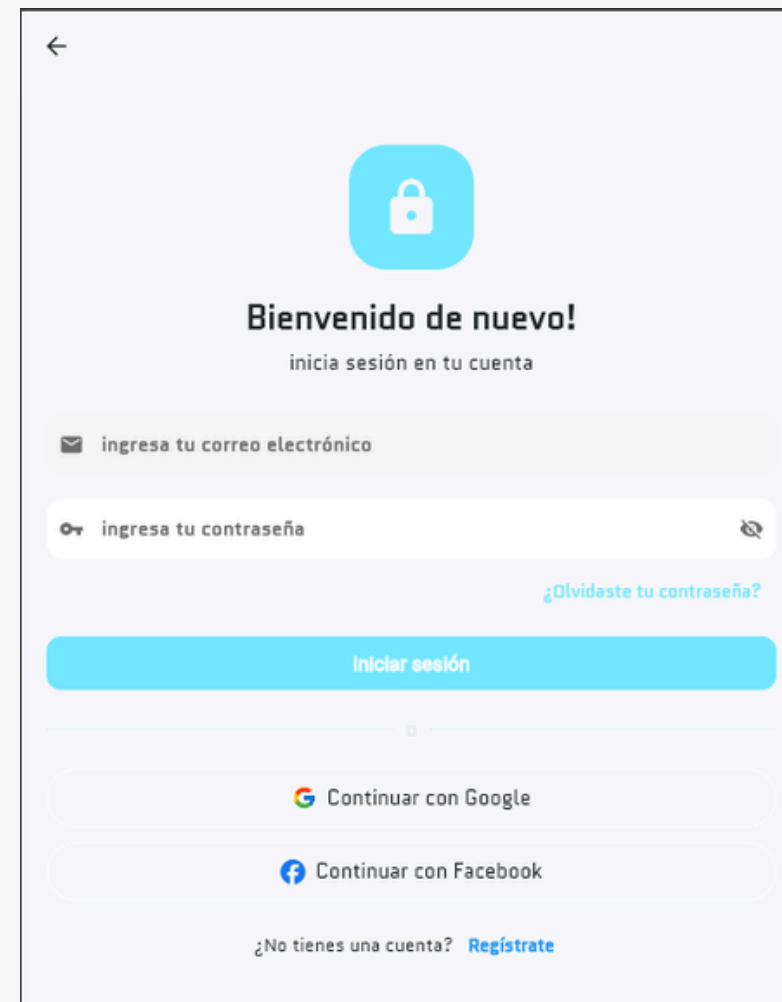 Bienvenido de nuevo!
inicia sesión en tu cuenta
ingresa tu correo electrónico
ingresa tu contraseña
¿Olvidaste tu contraseña?
Iniciar sesión
o
Continuar con Google
Continuar con Facebook
¿No tienes una cuenta? Regístrate